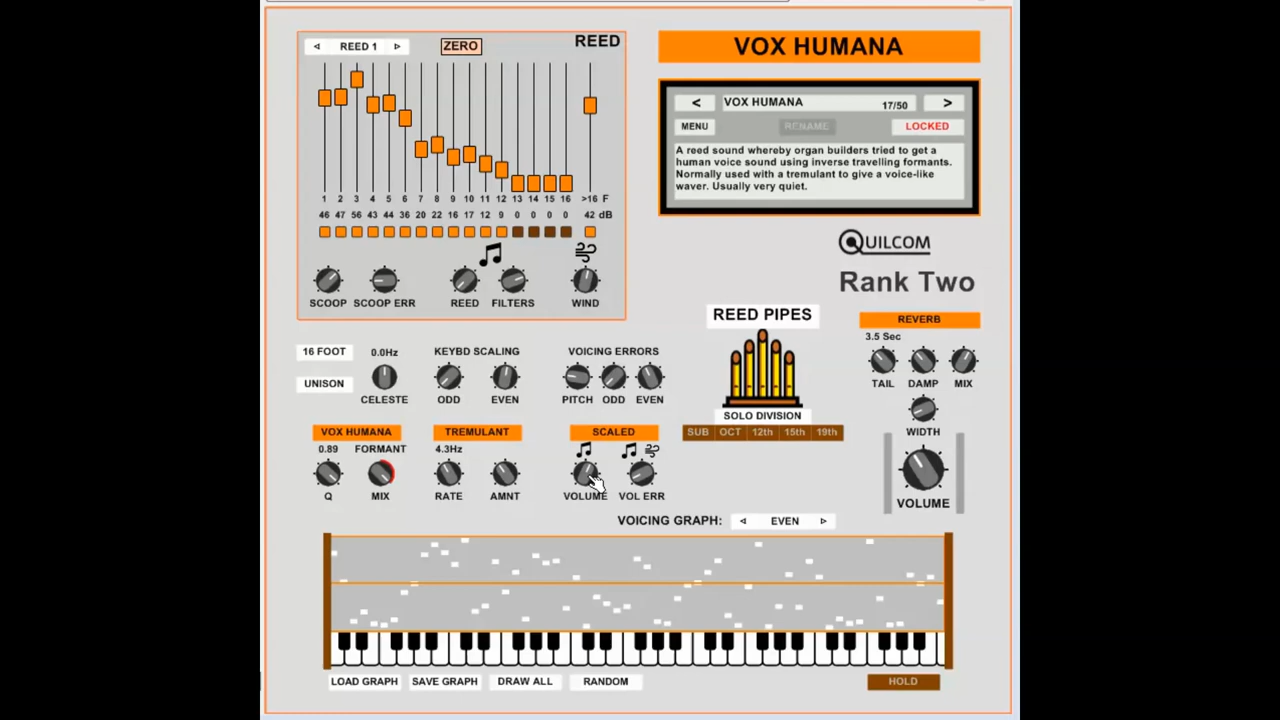 ◃ REED 1 ▹
ZERO
REED
1 2 3 4 5 6 7 8 9 10 11 12 13 14 15 16 >16 F
46 47 56 43 44 36 20 22 16 17 12 9 0 0 0 0 42 dB
SCOOP SCOOP ERR REED FILTERS WIND
VOX HUMANA
< VOX HUMANA 17/50 >
MENU RENAME LOCKED
A reed sound whereby organ builders tried to get a
human voice sound using inverse travelling formants.
Normally used with a tremulant to give a voice-like
waver. Usually very quiet.
QUILCOM
Rank Two
REED PIPES
SOLO DIVISION
SUB OCT 12th 15th 19th
REVERB
3.5 Sec
TAIL DAMP MIX
WIDTH
VOLUME
16 FOOT
UNISON
0.0Hz
CELESTE
KEYBD SCALING
ODD EVEN
VOICING ERRORS
PITCH ODD EVEN
VOX HUMANA
0.89 FORMANT
Q MIX
TREMULANT
4.3Hz
RATE AMNT
SCALED
VOLUME VOL ERR
VOICING GRAPH: ◃ EVEN ▹
LOAD GRAPH SAVE GRAPH DRAW ALL RANDOM HOLD